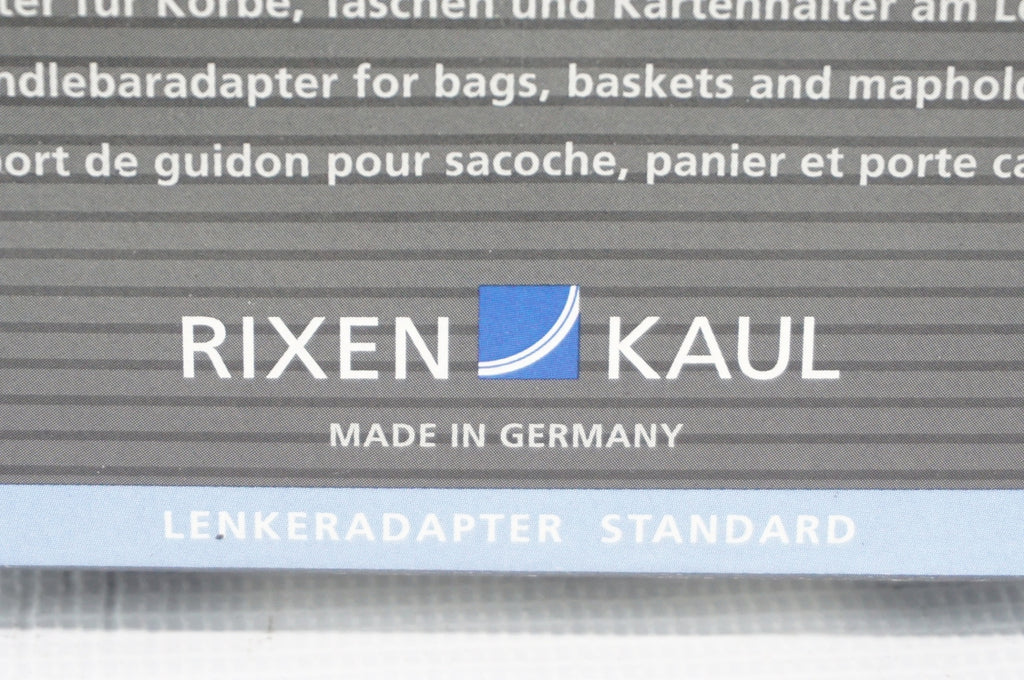 für Körbe, Taschen und Kartenhalter am
ndlebaradapter for bags, baskets and maphold
port de guidon pour sacoche, panier et porte ca
RIXEN KAUL
MADE IN GERMANY
LENKERADAPTER STANDARD